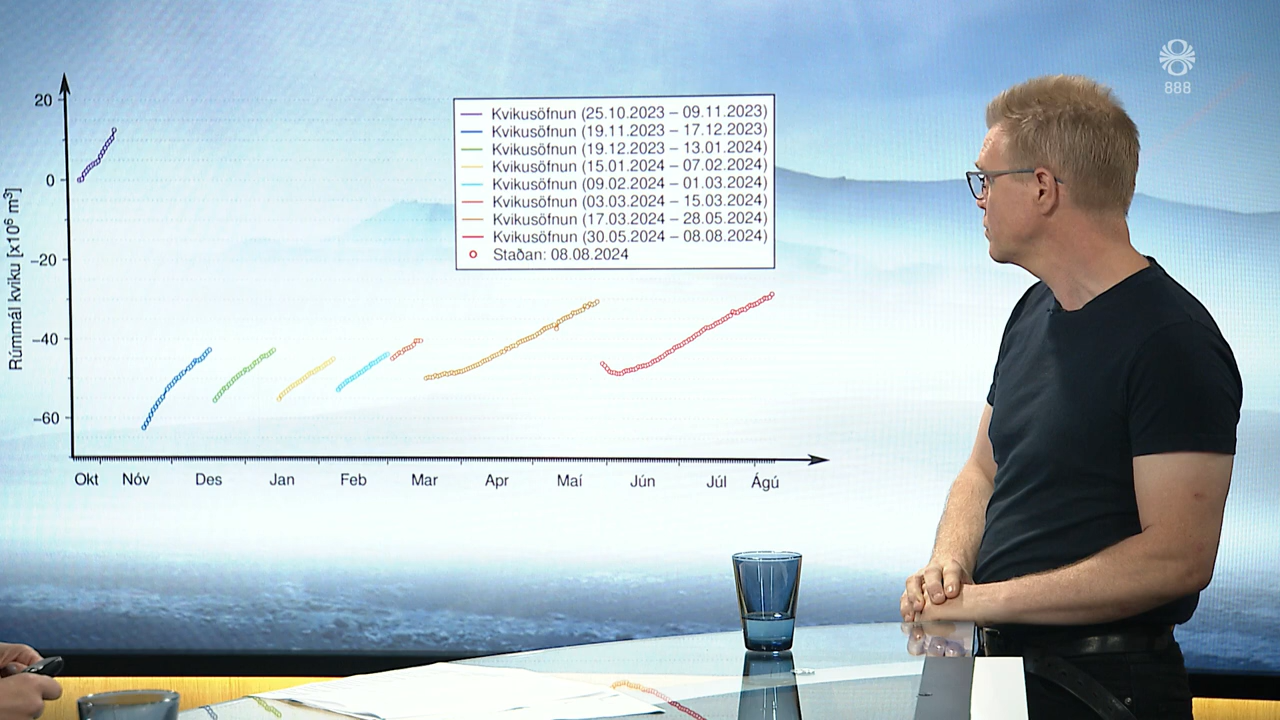 888
20
0
−20
−40
−60
Rúmmál kviku [x10⁶ m³]
Kvikusöfnun (25.10.2023 – 09.11.2023)
Kvikusöfnun (19.11.2023 – 17.12.2023)
Kvikusöfnun (19.12.2023 – 13.01.2024)
Kvikusöfnun (15.01.2024 – 07.02.2024)
Kvikusöfnun (09.02.2024 – 01.03.2024)
Kvikusöfnun (03.03.2024 – 15.03.2024)
Kvikusöfnun (17.03.2024 – 28.05.2024)
Kvikusöfnun (30.05.2024 – 08.08.2024)
Staðan: 08.08.2024
Okt Nóv Des Jan Feb Mar Apr Maí Jún Júl Ágú